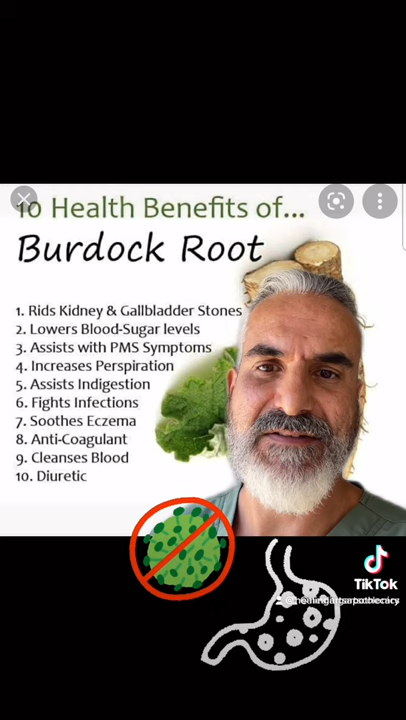 10 Health Benefits of...
Burdock Root
1. Rids Kidney & Gallbladder Stones
2. Lowers Blood-Sugar levels
3. Assists with PMS Symptoms
4. Increases Perspiration
5. Assists Indigestion
6. Fights Infections
7. Soothes Eczema
8. Anti-Coagulant
9. Cleanses Blood
10. Diuretic
TikTok